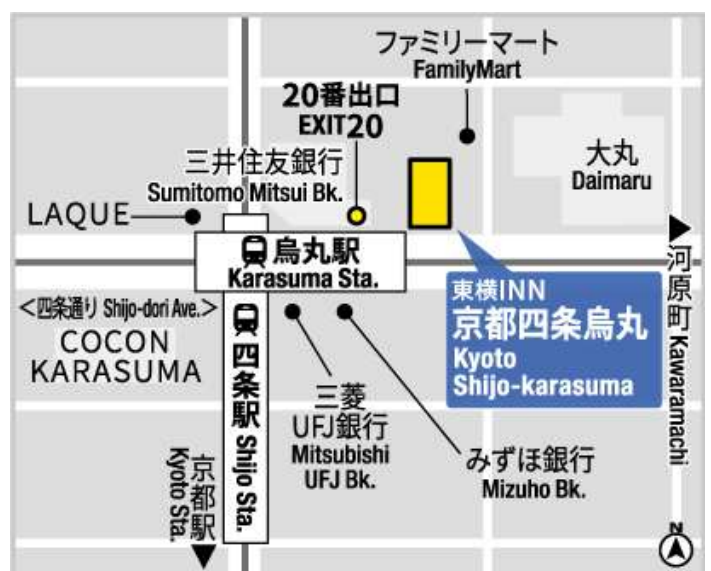 ファミリーマート
FamilyMart
20番出口
EXIT20
三井住友銀行
Sumitomo Mitsui Bk.
大丸
Daimaru
LAQUE
烏丸駅
Karasuma Sta.
<四条通り Shijo-dori Ave.>
COCON
KARASUMA
四条駅 Shijo Sta.
東横INN
京都四条烏丸
Kyoto
Shijo-karasuma
河原町 Kawaramachi
三菱
UFJ銀行
Mitsubishi
UFJ Bk.
みずほ銀行
Mizuho Bk.
京都駅
Kyoto Sta.
N